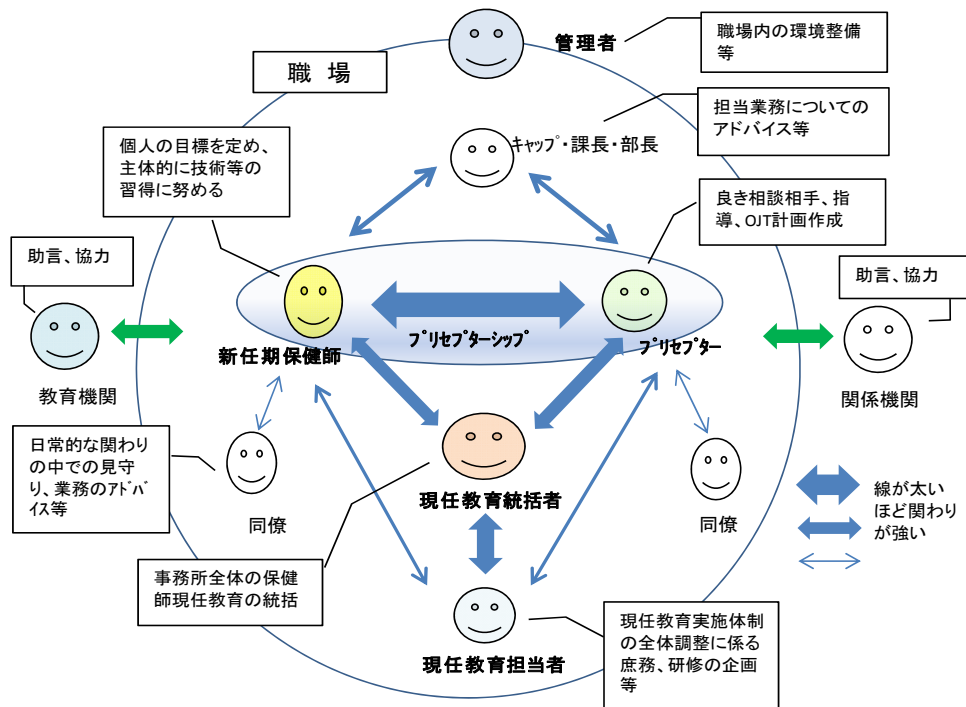 管理者
職場内の環境整備
等
職　場
担当業務についての
アドバイス等
キャップ・課長・部長
個人の目標を定め、
主体的に技術等の
習得に努める
良き相談相手、指
導、OJT計画作成
助言、協力
助言、協力
プリセプターシップ
新任期保健師
プリセプター
教育機関
関係機関
日常的な関わり
の中での見守
り、業務のアドバ
イス等
同僚
現任教育統括者
同僚
線が太い
ほど関わり
が強い
事務所全体の保健
師現任教育の統括
現任教育担当者
現任教育実施体制
の全体調整に係る
庶務、研修の企画
等